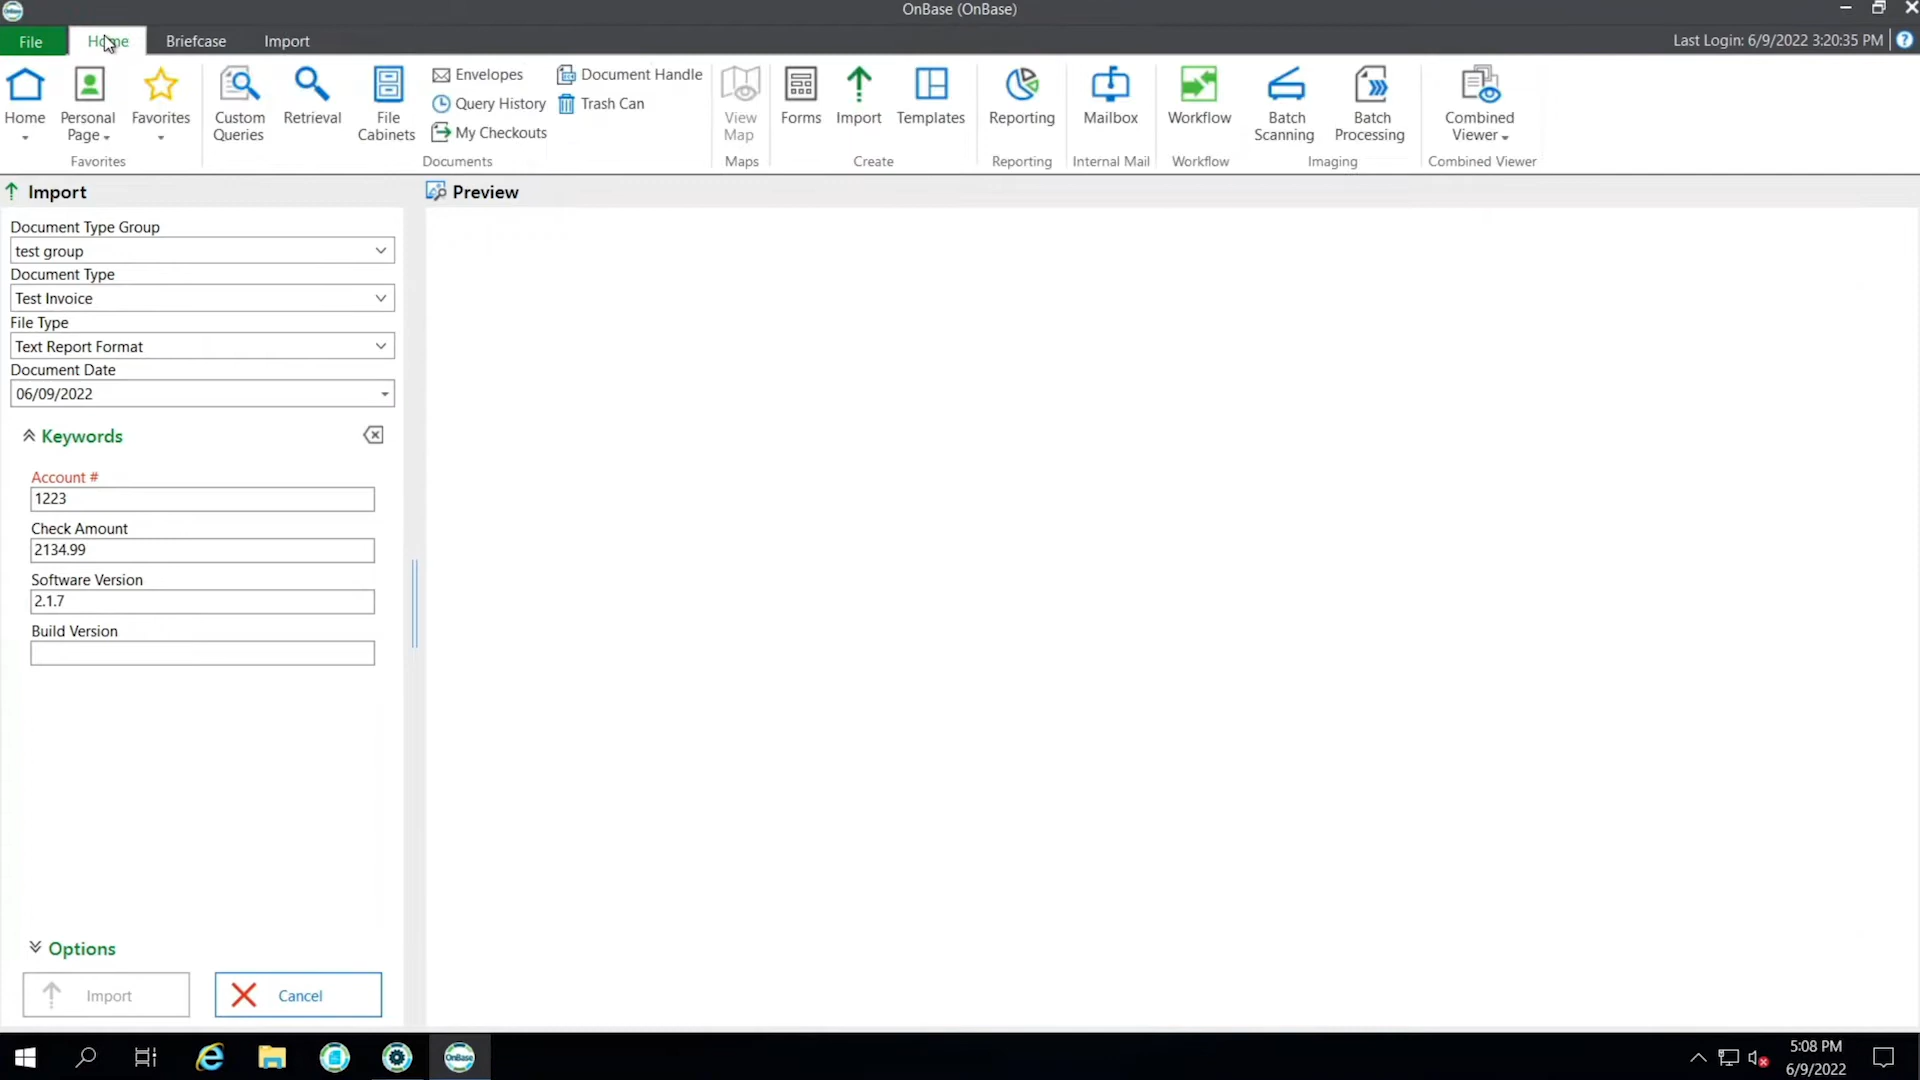 OnBase (OnBase)
File Home Briefcase Import Last Login: 6/9/2022 3:20:35 PM ?
Home Personal Page Favorites
Favorites
Custom Queries Retrieval File Cabinets
Envelopes Document Handle
Query History Trash Can
My Checkouts
Documents
View Map
Maps
Forms Import Templates
Create
Reporting
Reporting
Mailbox
Internal Mail
Workflow
Workflow
Batch Scanning Batch Processing
Imaging
Combined Viewer
Combined Viewer
Import
Preview
Document Type Group
test group
Document Type
Test Invoice
File Type
Text Report Format
Document Date
06/09/2022
Keywords
Account #
1223
Check Amount
2134.99
Software Version
2.1.7
Build Version
Options
Import Cancel
OnBase
5:08 PM
6/9/2022